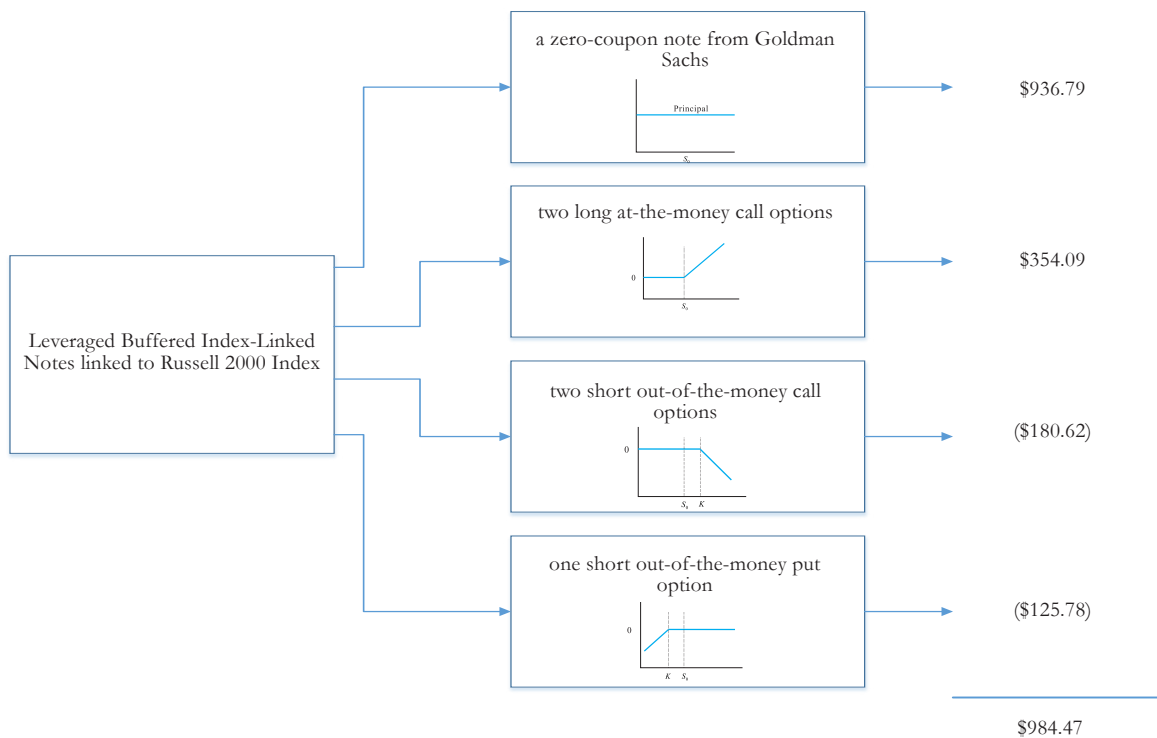 a zero-coupon note from Goldman
Sachs
Principal
S₀
$936.79
two long at-the-money call options
0
S₀
$354.09
Leveraged Buffered Index-Linked
Notes linked to Russell 2000 Index
two short out-of-the-money call
options
0
S₀ K
($180.62)
one short out-of-the-money put
option
0
K S₀
($125.78)
$984.47